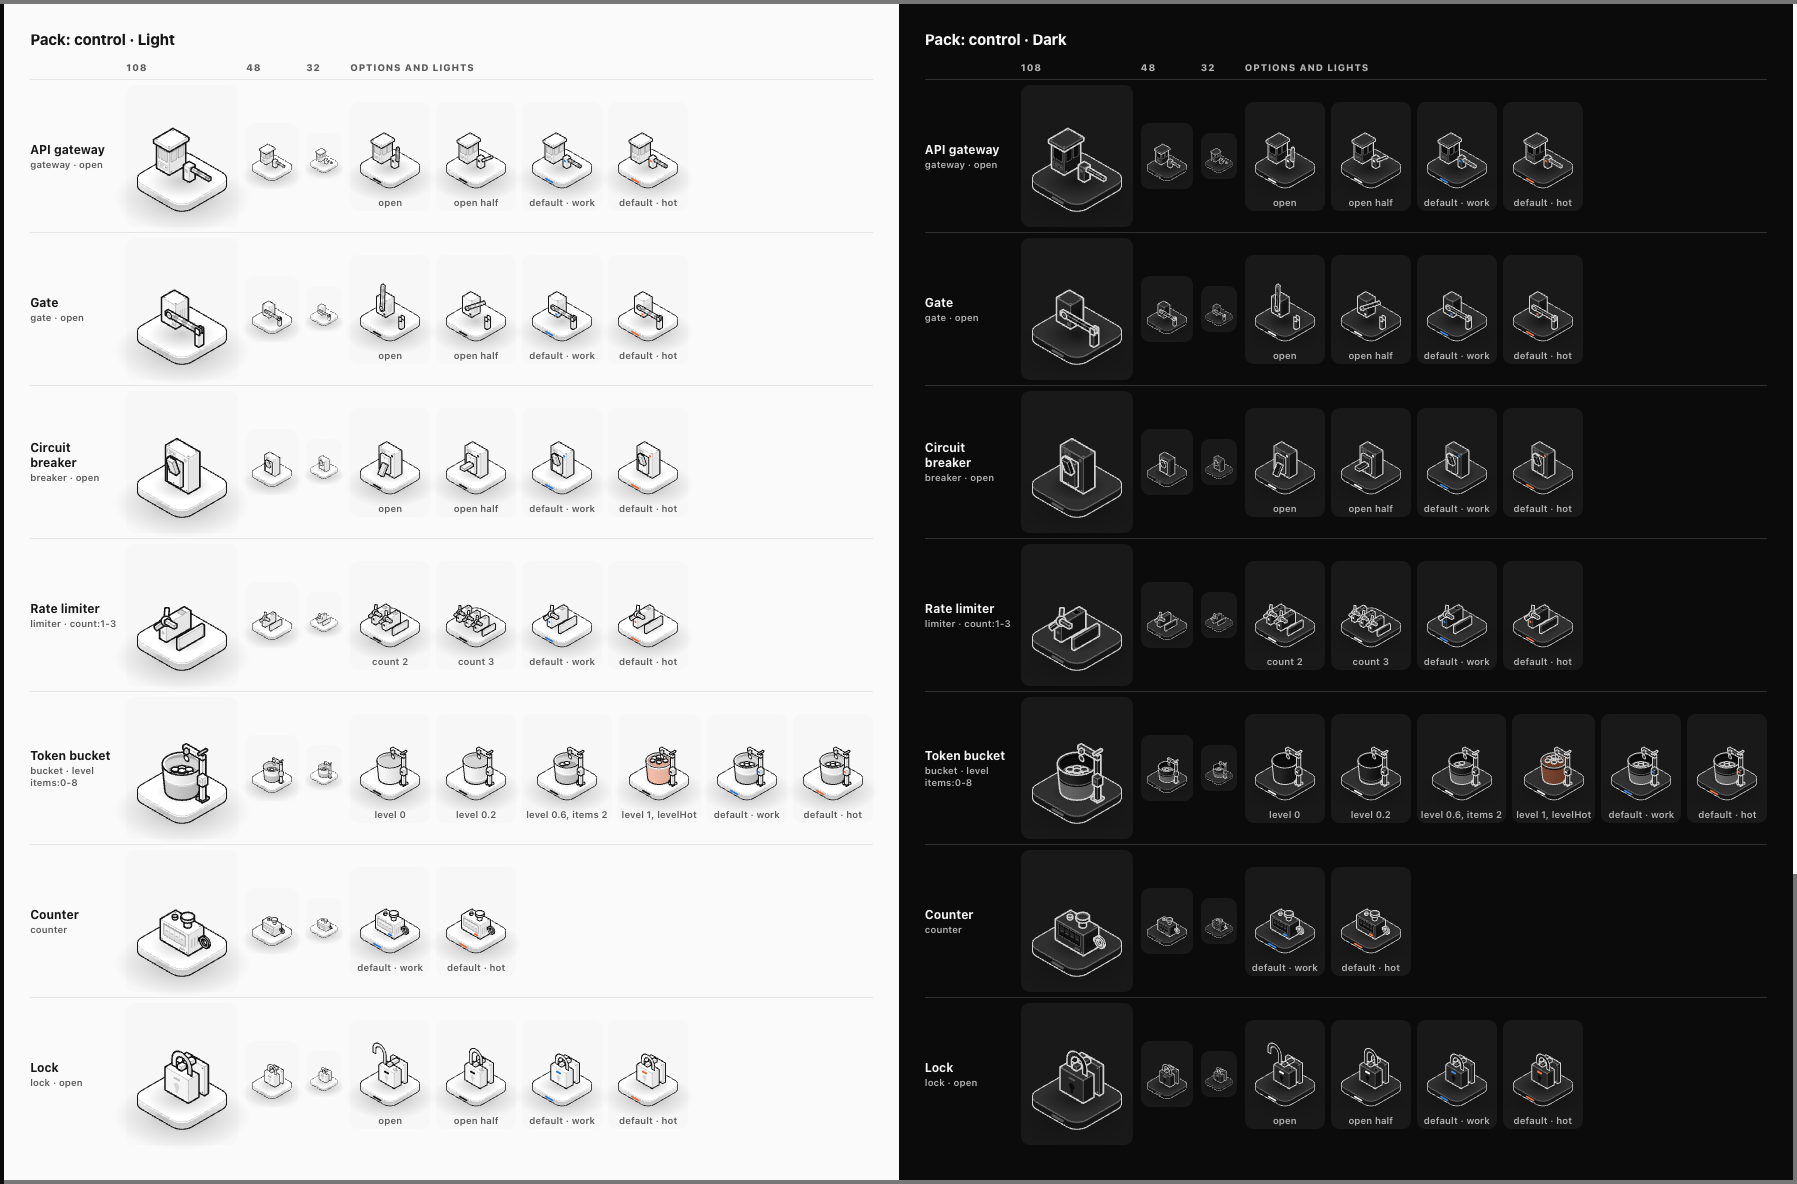 Pack: control · Light
108 48 32 OPTIONS AND LIGHTS
API gateway
gateway · open
open open half default · work default · hot
Gate
gate · open
open open half default · work default · hot
Circuit
breaker
breaker · open
open open half default · work default · hot
Rate limiter
limiter · count:1-3
count 2 count 3 default · work default · hot
Token bucket
bucket · level
items:0-8
level 0 level 0.2 level 0.6, items 2 level 1, levelHot default · work default · hot
Counter
counter
default · work default · hot
Lock
lock · open
open open half default · work default · hot
Pack: control · Dark
108 48 32 OPTIONS AND LIGHTS
API gateway
gateway · open
open open half default · work default · hot
Gate
gate · open
open open half default · work default · hot
Circuit
breaker
breaker · open
open open half default · work default · hot
Rate limiter
limiter · count:1-3
count 2 count 3 default · work default · hot
Token bucket
bucket · level
items:0-8
level 0 level 0.2 level 0.6, items 2 level 1, levelHot default · work default · hot
Counter
counter
default · work default · hot
Lock
lock · open
open open half default · work default · hot